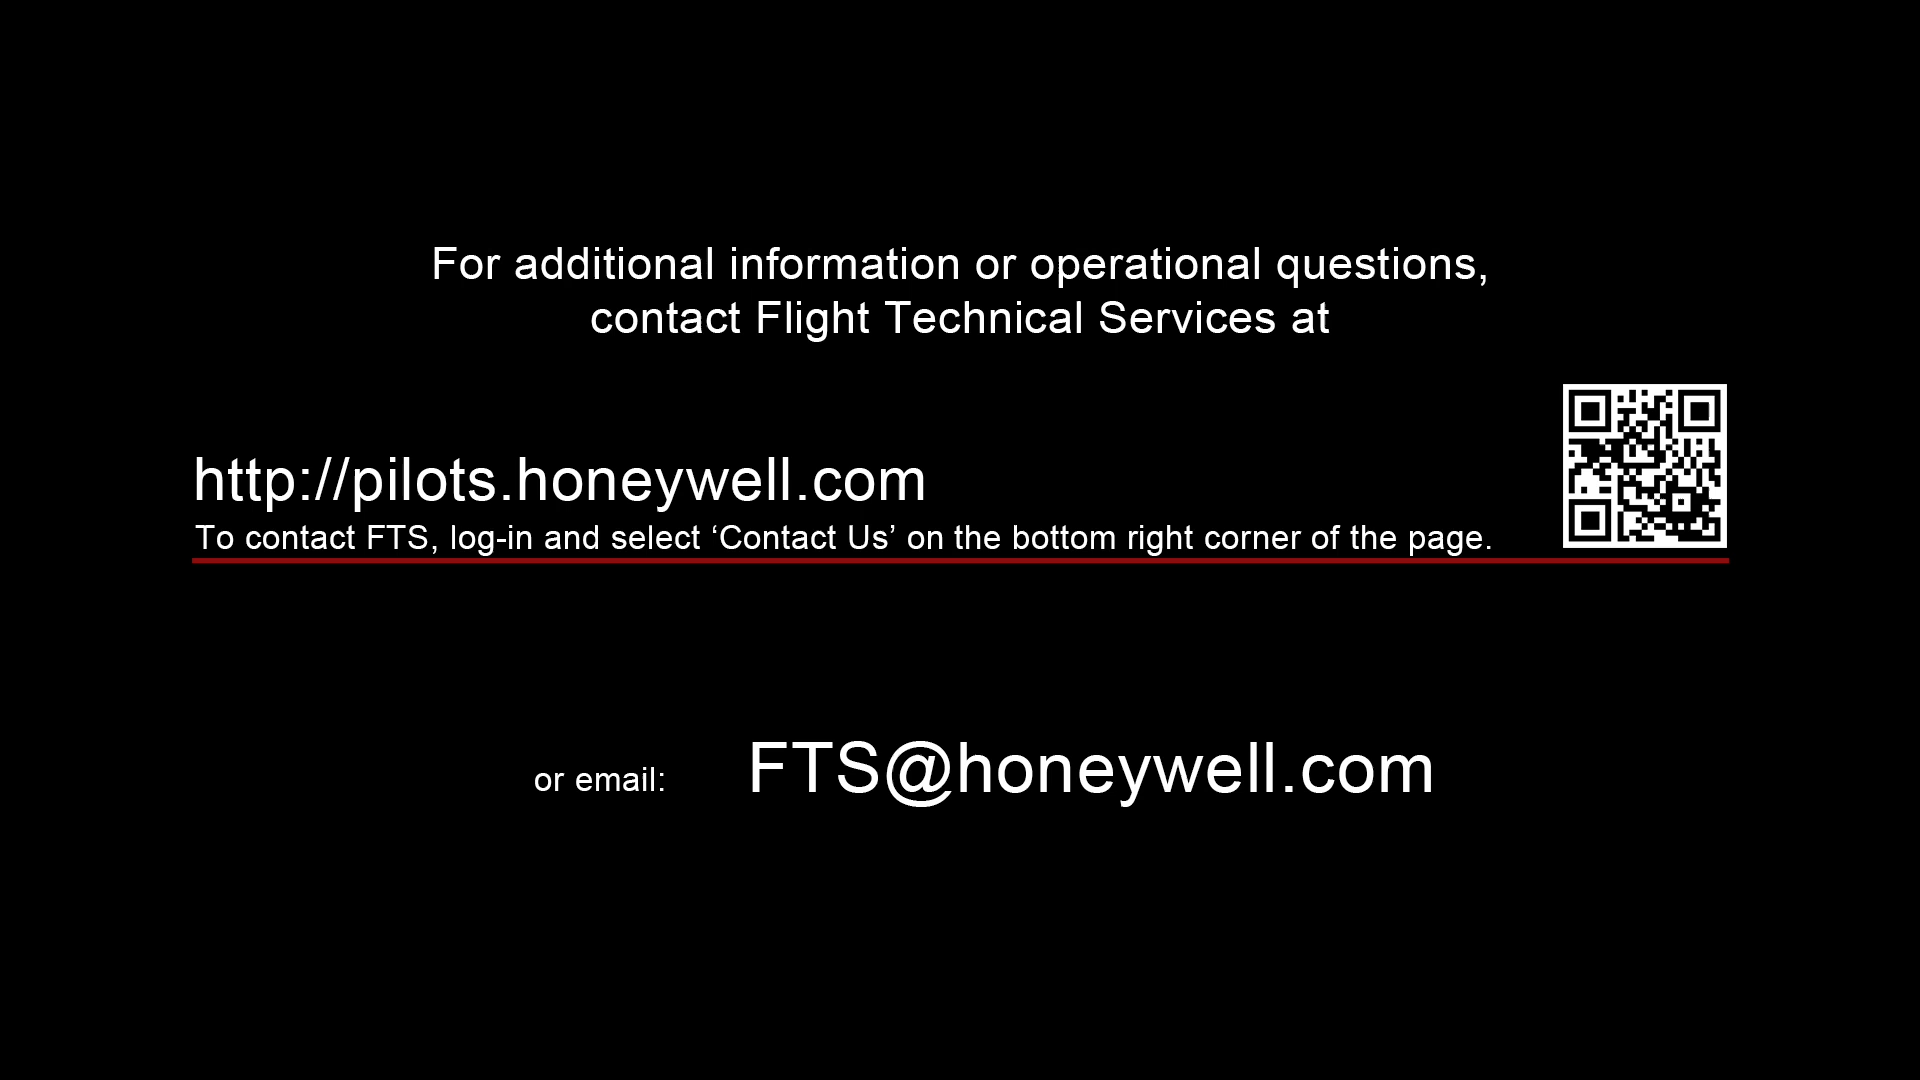 For additional information or operational questions,
contact Flight Technical Services at
http://pilots.honeywell.com
To contact FTS, log-in and select ‘Contact Us’ on the bottom right corner of the page.
or email: FTS@honeywell.com